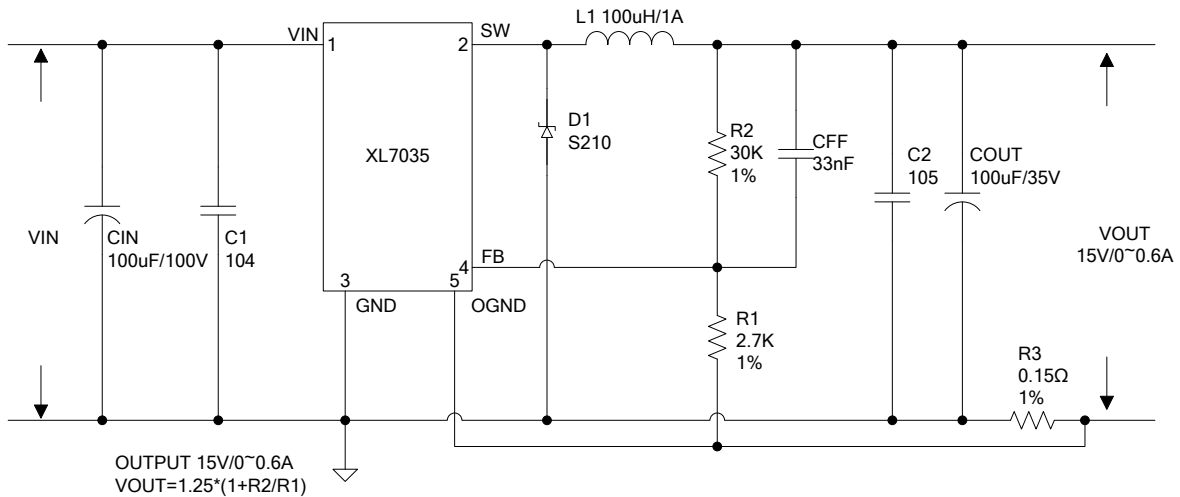 L1 100uH/1A
VIN
SW
1
2
D1
S210
R2
30K
1%
CFF
33nF
C2
105
COUT
100uF/35V
XL7035
VIN
CIN
100uF/100V
C1
104
VOUT
15V/0~0.6A
FB
4
3
5
GND
OGND
R1
2.7K
1%
R3
0.15Ω
1%
OUTPUT 15V/0~0.6A
VOUT=1.25*(1+R2/R1)